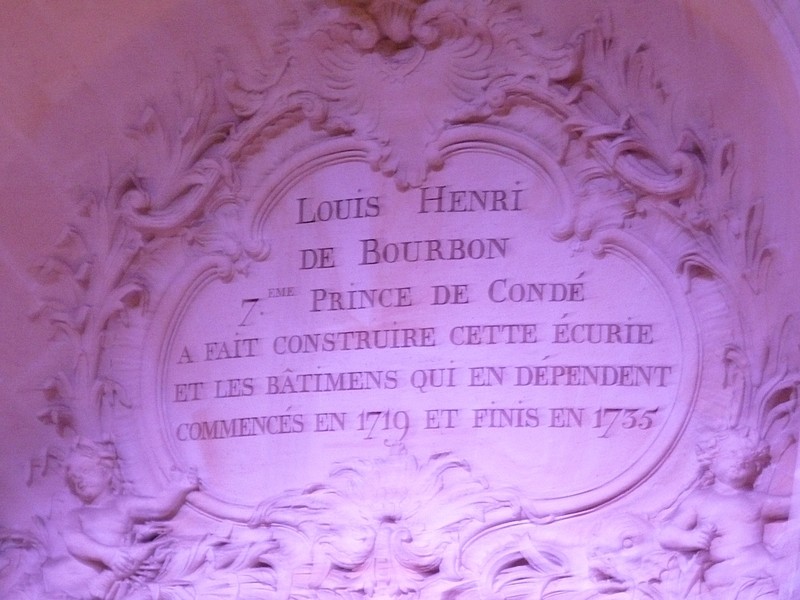 LOUIS HENRI
DE BOURBON
7.EME PRINCE DE CONDÉ
A FAIT CONSTRUIRE CETTE ÉCURIE
ET LES BÂTIMENS QUI EN DÉPENDENT
COMMENCÉS EN 1719 ET FINIS EN 1735